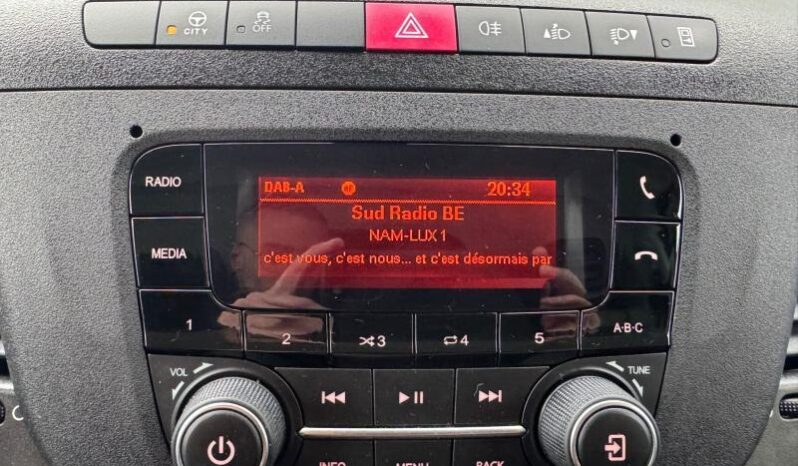 CITY
OFF
RADIO
MEDIA
DAB-A 20:34
Sud Radio BE
NAM-LUX 1
c'est vous, c'est nous... et c'est désormais par
1 2 3 4 5 A·B·C
VOL TUNE
INFO MENU BACK